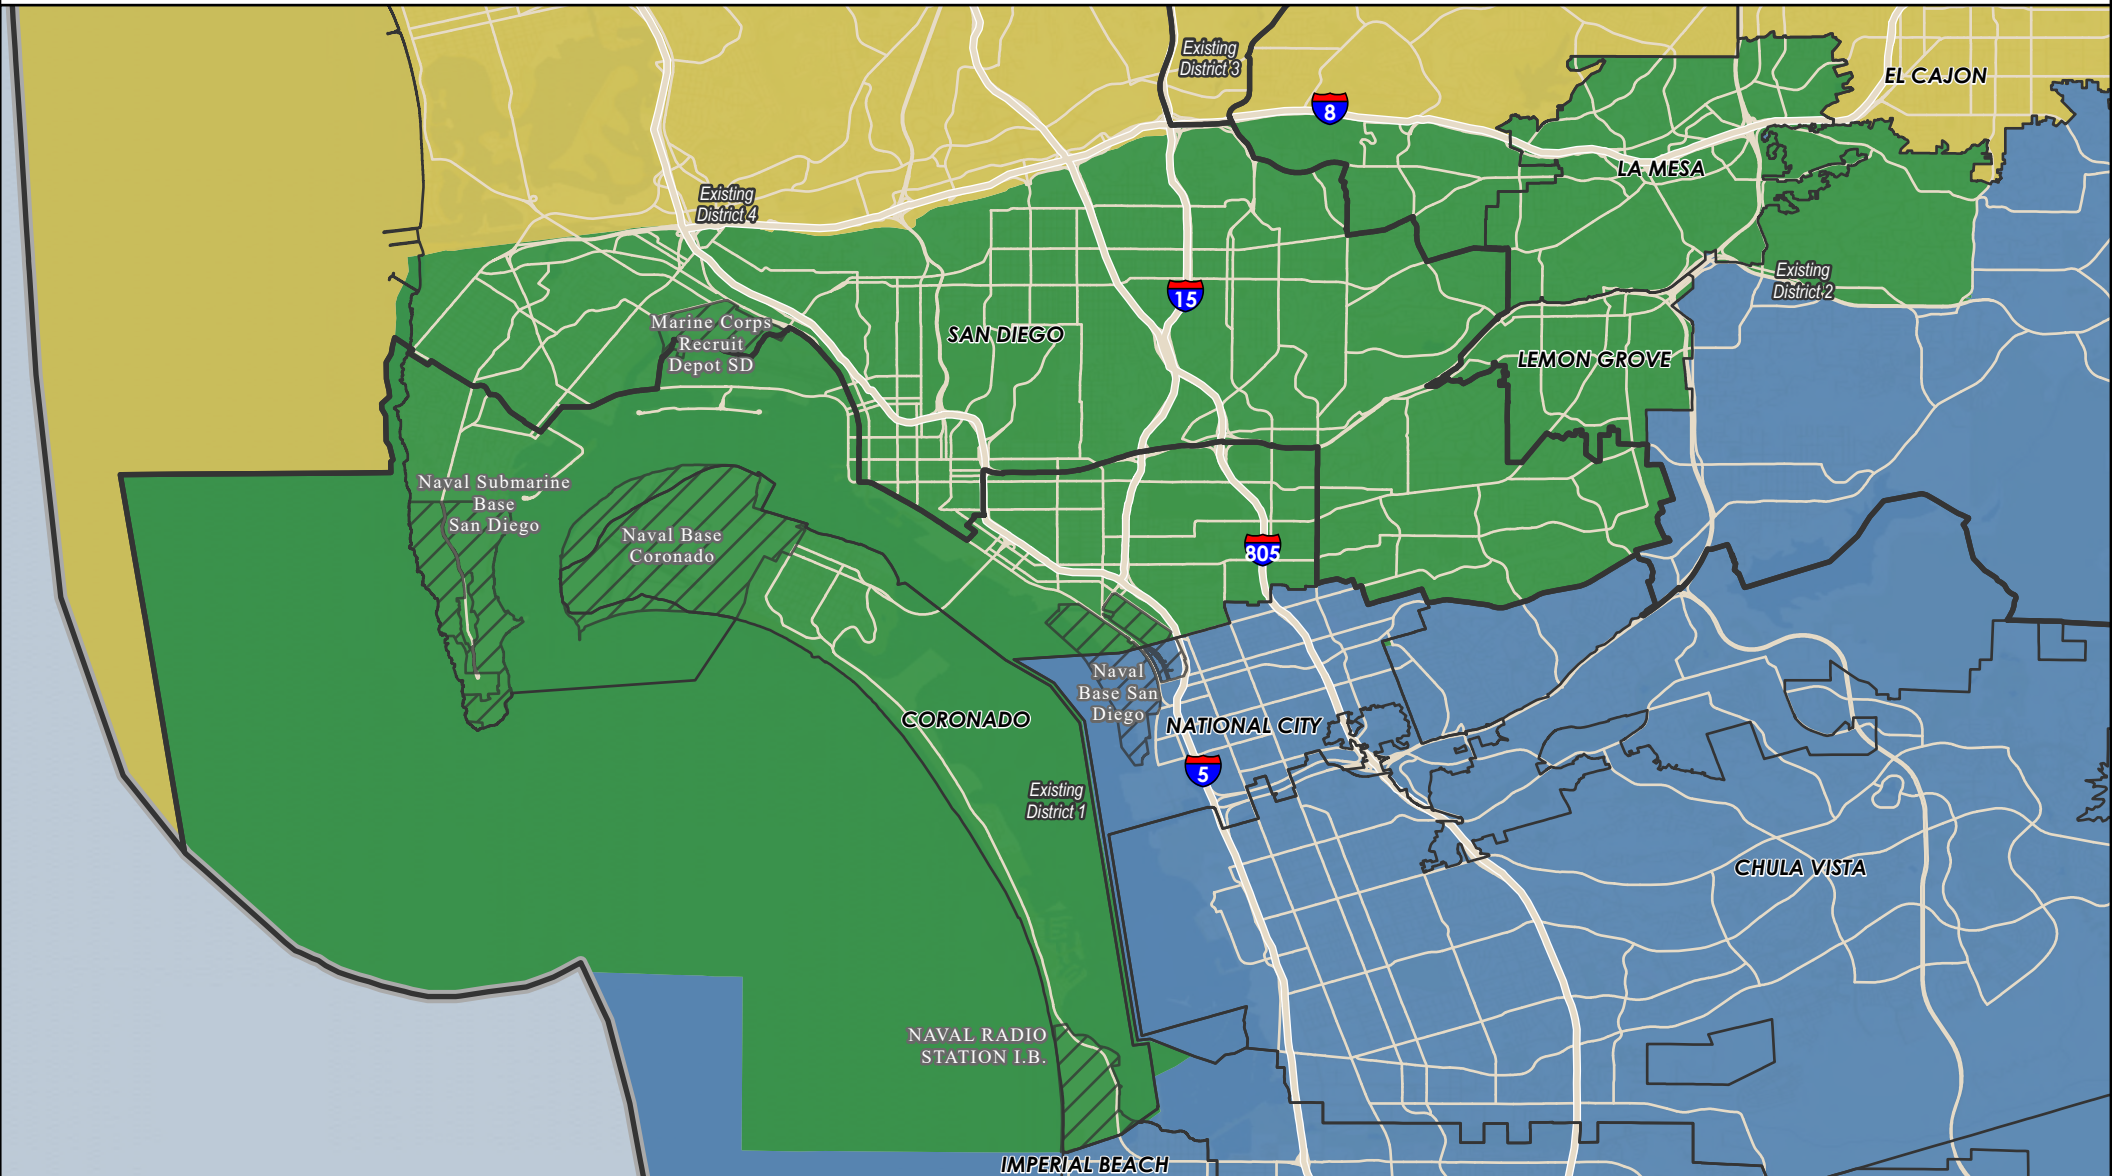 Existing
District 3
EL CAJON
8
LA MESA
Existing
District 4
Existing
District 2
15
Marine Corps
Recruit
Depot SD
SAN DIEGO
LEMON GROVE
Naval Submarine
Base
San Diego
Naval Base
Coronado
805
Naval
Base San
Diego
CORONADO
NATIONAL CITY
5
Existing
District 1
CHULA VISTA
NAVAL RADIO
STATION I.B.
IMPERIAL BEACH